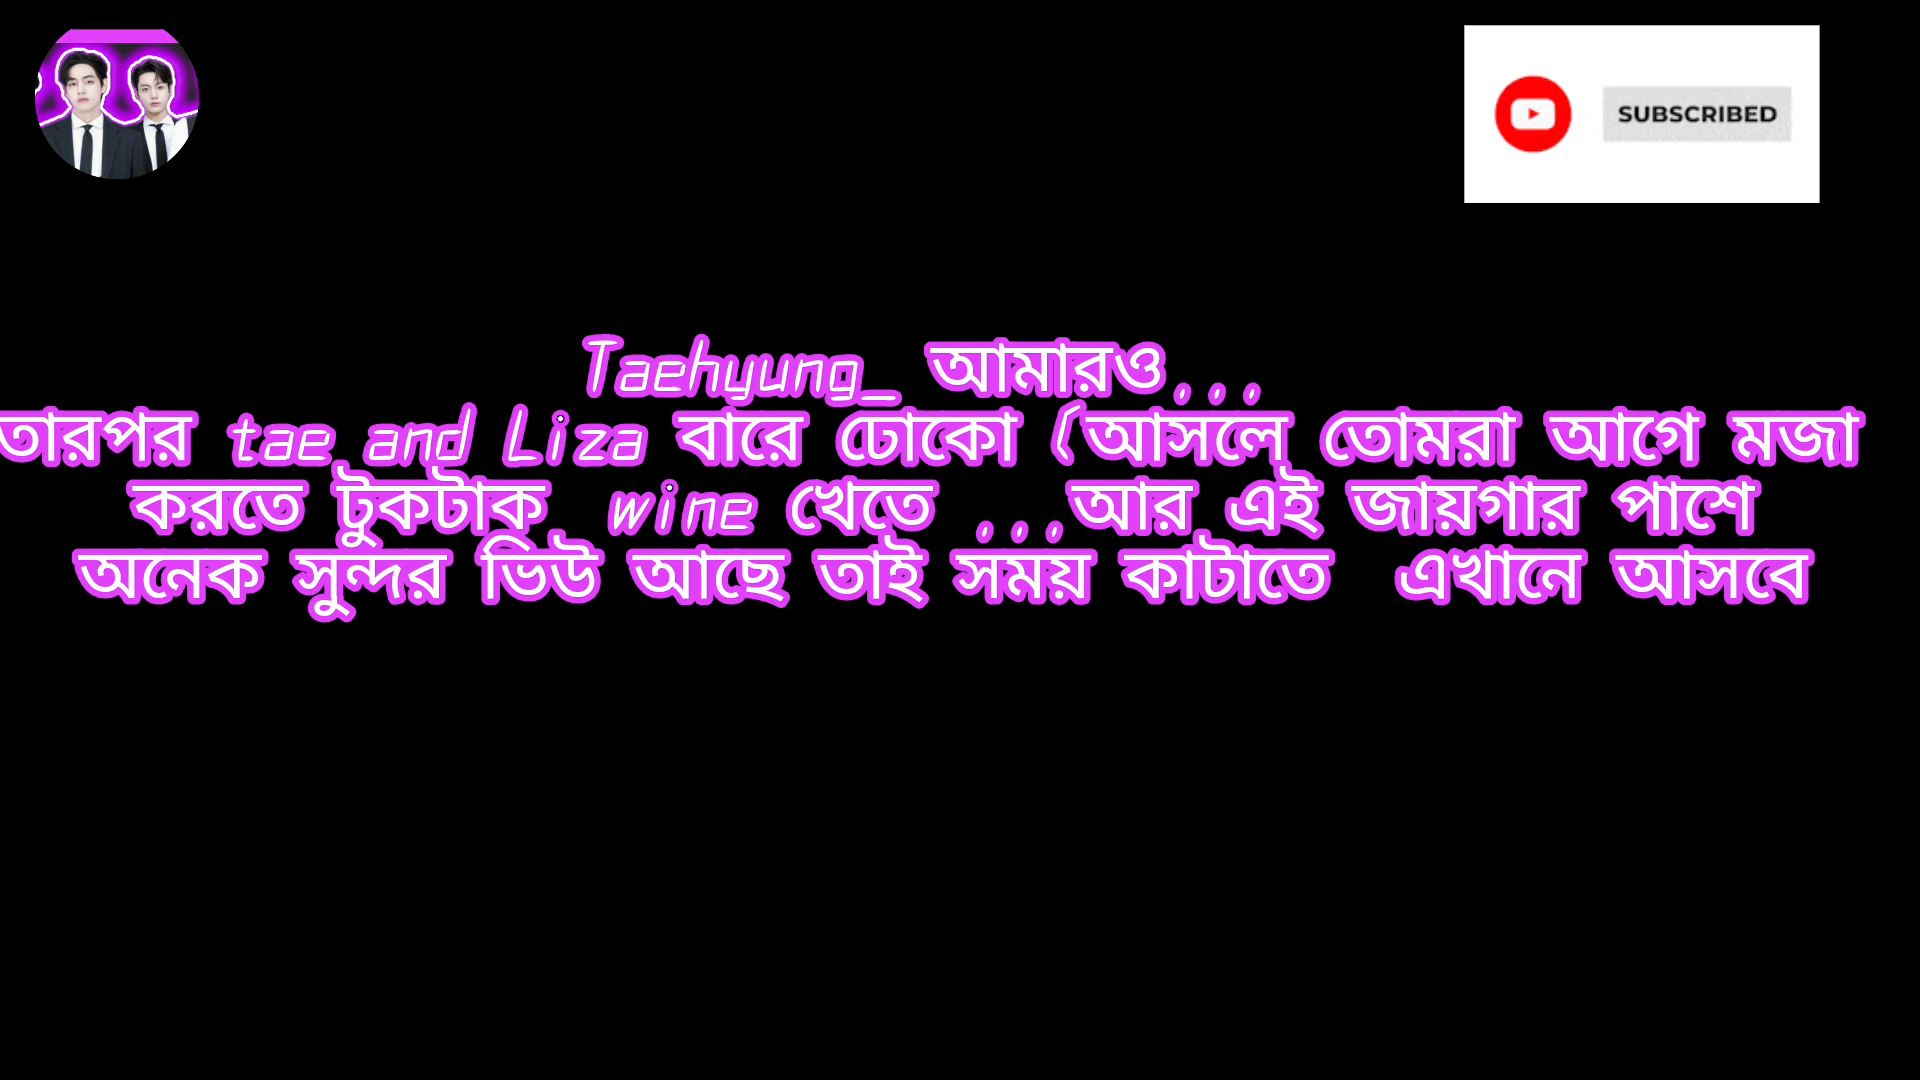 SUBSCRIBED
Taehyung_ আমারও...
তারপর tae and Liza বারে ঢোকো (আসলে তোমরা আগে মজা
করতে টুকটাক wine খেতে ...আর এই জায়গার পাশে
অনেক সুন্দর ভিউ আছে তাই সময় কাটাতে এখানে আসবে